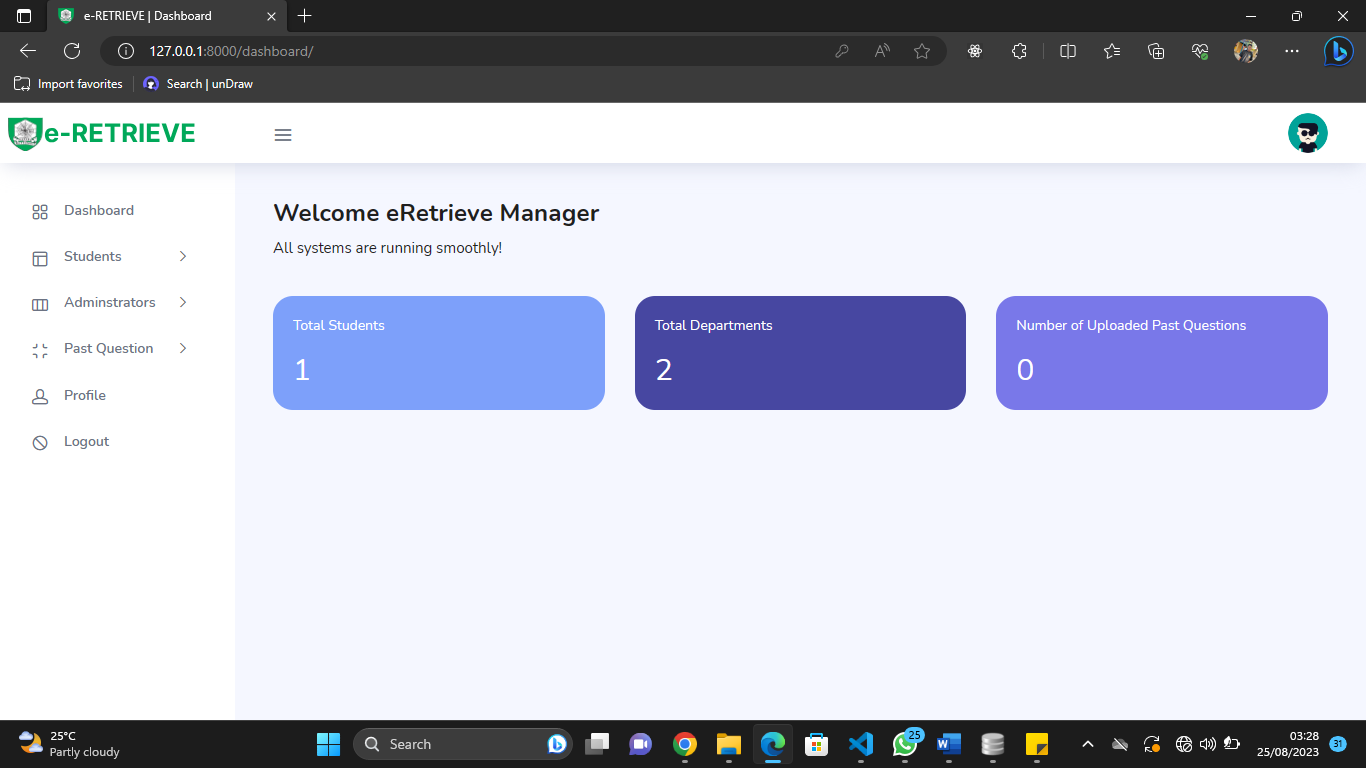 e-RETRIEVE | Dashboard
127.0.0.1:8000/dashboard/
Import favorites
Search | unDraw
e-RETRIEVE
Dashboard
Students
Adminstrators
Past Question
Profile
Logout
Welcome eRetrieve Manager
All systems are running smoothly!
Total Students
1
Total Departments
2
Number of Uploaded Past Questions
0
25°C
Partly cloudy
Search
25
03:28
25/08/2023
31